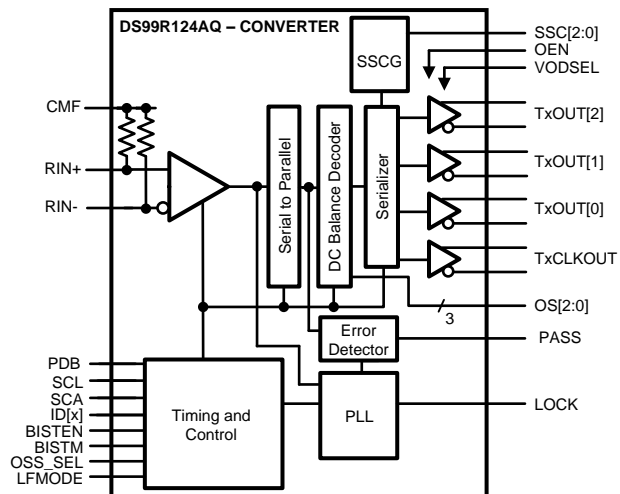 DS99R124AQ – CONVERTER
SSCG
SSC[2:0]
OEN
VODSEL
CMF
RIN+
RIN-
Serial to Parallel
DC Balance Decoder
Serializer
TxOUT[2]
TxOUT[1]
TxOUT[0]
TxCLKOUT
3
OS[2:0]
Error
Detector
PASS
PDB
SCL
SCA
ID[x]
BISTEN
BISTM
OSS_SEL
LFMODE
Timing and
Control
PLL
LOCK